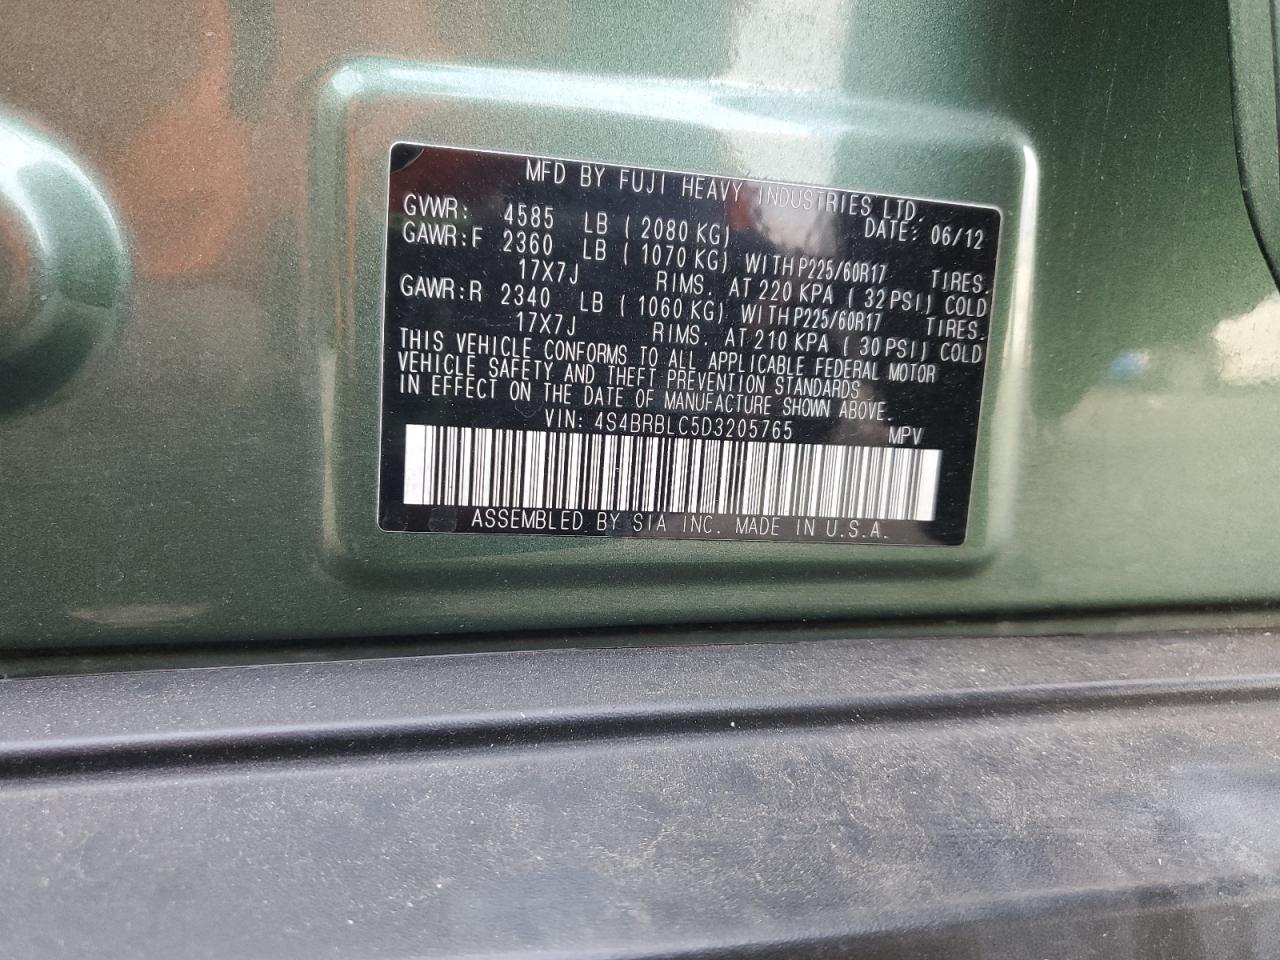 MFD BY FUJI HEAVY INDUSTRIES LTD.
GVWR: 4585 LB ( 2080 KG) DATE: 06/12
GAWR:F 2360 LB ( 1070 KG) WITH P225/60R17 TIRES.
17X7J RIMS. AT 220 KPA ( 32 PSI) COLD
GAWR:R 2340 LB ( 1060 KG) WITH P225/60R17 TIRES.
17X7J RIMS. AT 210 KPA ( 30 PSI) COLD
THIS VEHICLE CONFORMS TO ALL APPLICABLE FEDERAL MOTOR
VEHICLE SAFETY AND THEFT PREVENTION STANDARDS
IN EFFECT ON THE DATE OF MANUFACTURE SHOWN ABOVE.
VIN: 4S4BRBLC5D3205765 MPV
ASSEMBLED BY SIA INC. MADE IN U.S.A.